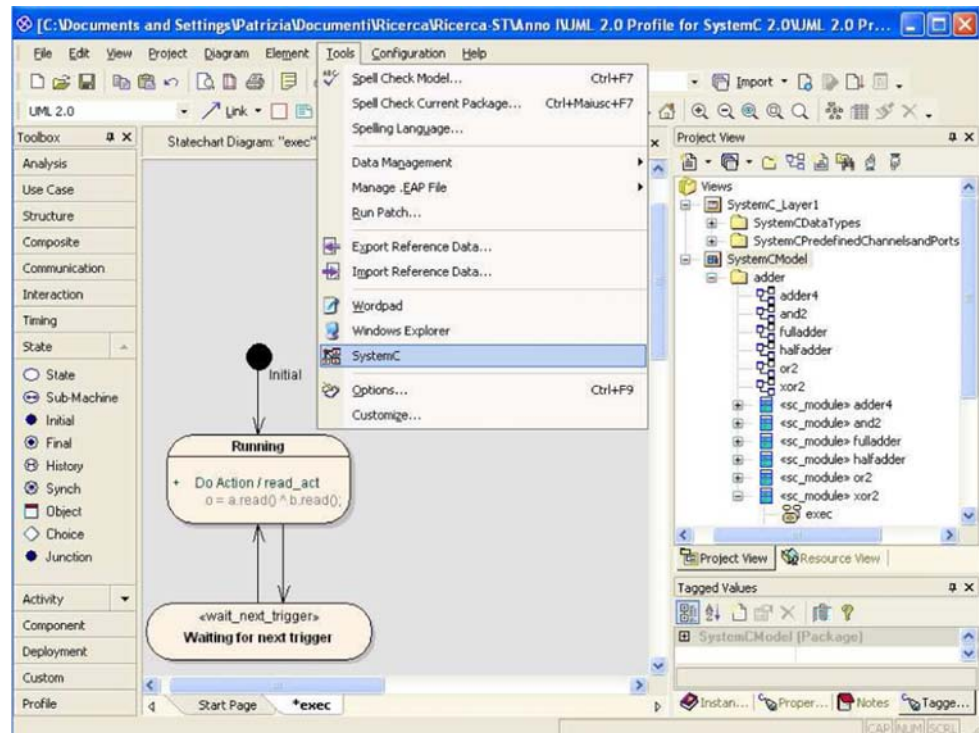 [C:\Documents and Settings\Patrizia\Documenti\Ricerca\Ricerca-ST\Anno I\UML 2.0 Profile for SystemC 2.0\UML 2.0 Pr...
File Edit View Project Diagram Element Tools Configuration Help
Import
UML 2.0
Link
Toolbox
Analysis
Use Case
Structure
Composite
Communication
Interaction
Timing
State
State
Sub-Machine
Initial
Final
History
Synch
Object
Choice
Junction
Activity
Component
Deployment
Custom
Profile
Statechart Diagram: "exec"
ABC Spell Check Model... Ctrl+F7
Spell Check Current Package... Ctrl+Maiusc+F7
Spelling Language...
Data Management
Manage .EAP File
Run Patch...
Export Reference Data...
Import Reference Data...
Wordpad
Windows Explorer
SystemC
Options... Ctrl+F9
Customize...
Initial
Running
+ Do Action / read_act
o = a.read() ^ b.read();
«wait_next_trigger»
Waiting for next trigger
Start Page *exec
Project View
Views
SystemC_Layer1
SystemCDataTypes
SystemCPredefinedChannelsandPorts
SystemCModel
adder
adder4
and2
fulladder
halfadder
or2
xor2
«sc_module» adder4
«sc_module» and2
«sc_module» fulladder
«sc_module» halfadder
«sc_module» or2
«sc_module» xor2
exec
Project View Resource View
Tagged Values
SystemCModel (Package)
Instan... Proper... Notes Tagge...
CAP NUM SCRL